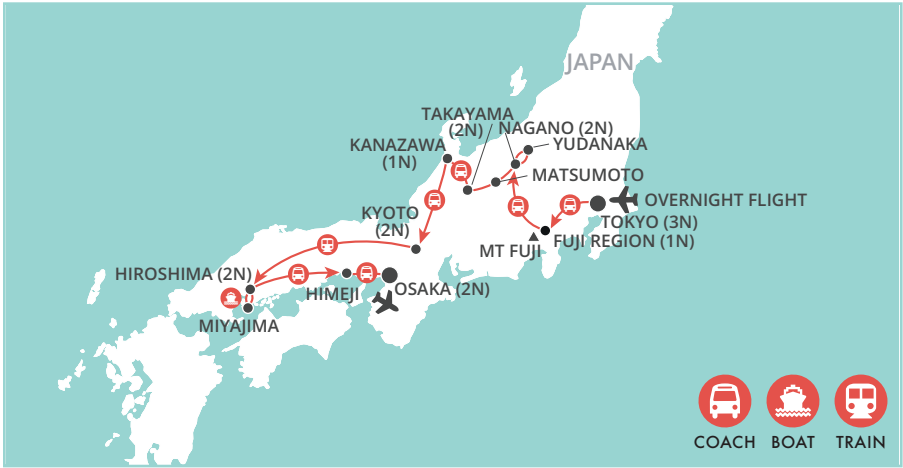 JAPAN
TAKAYAMA
(2N)
NAGANO (2N)
YUDANAKA
KANAZAWA
(1N)
MATSUMOTO
OVERNIGHT FLIGHT
TOKYO (3N)
KYOTO
(2N)
FUJI REGION (1N)
MT FUJI
HIROSHIMA (2N)
HIMEJI
OSAKA (2N)
MIYAJIMA
COACH
BOAT
TRAIN